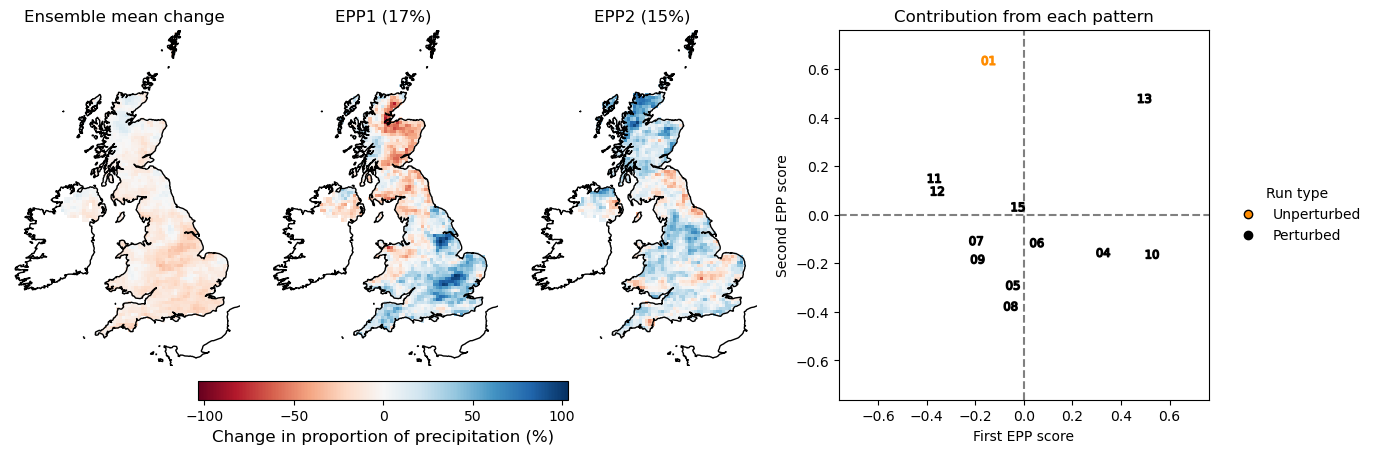 Ensemble mean change
EPP1 (17%)
EPP2 (15%)
−100 −50 0 50 100
Change in proportion of precipitation (%)
Contribution from each pattern
Second EPP score
0.6
0.4
0.2
0.0
−0.2
−0.4
−0.6
01
13
11
12
15
07
06
09
04
10
05
08
−0.6 −0.4 −0.2 0.0 0.2 0.4 0.6
First EPP score
Run type
Unperturbed
Perturbed